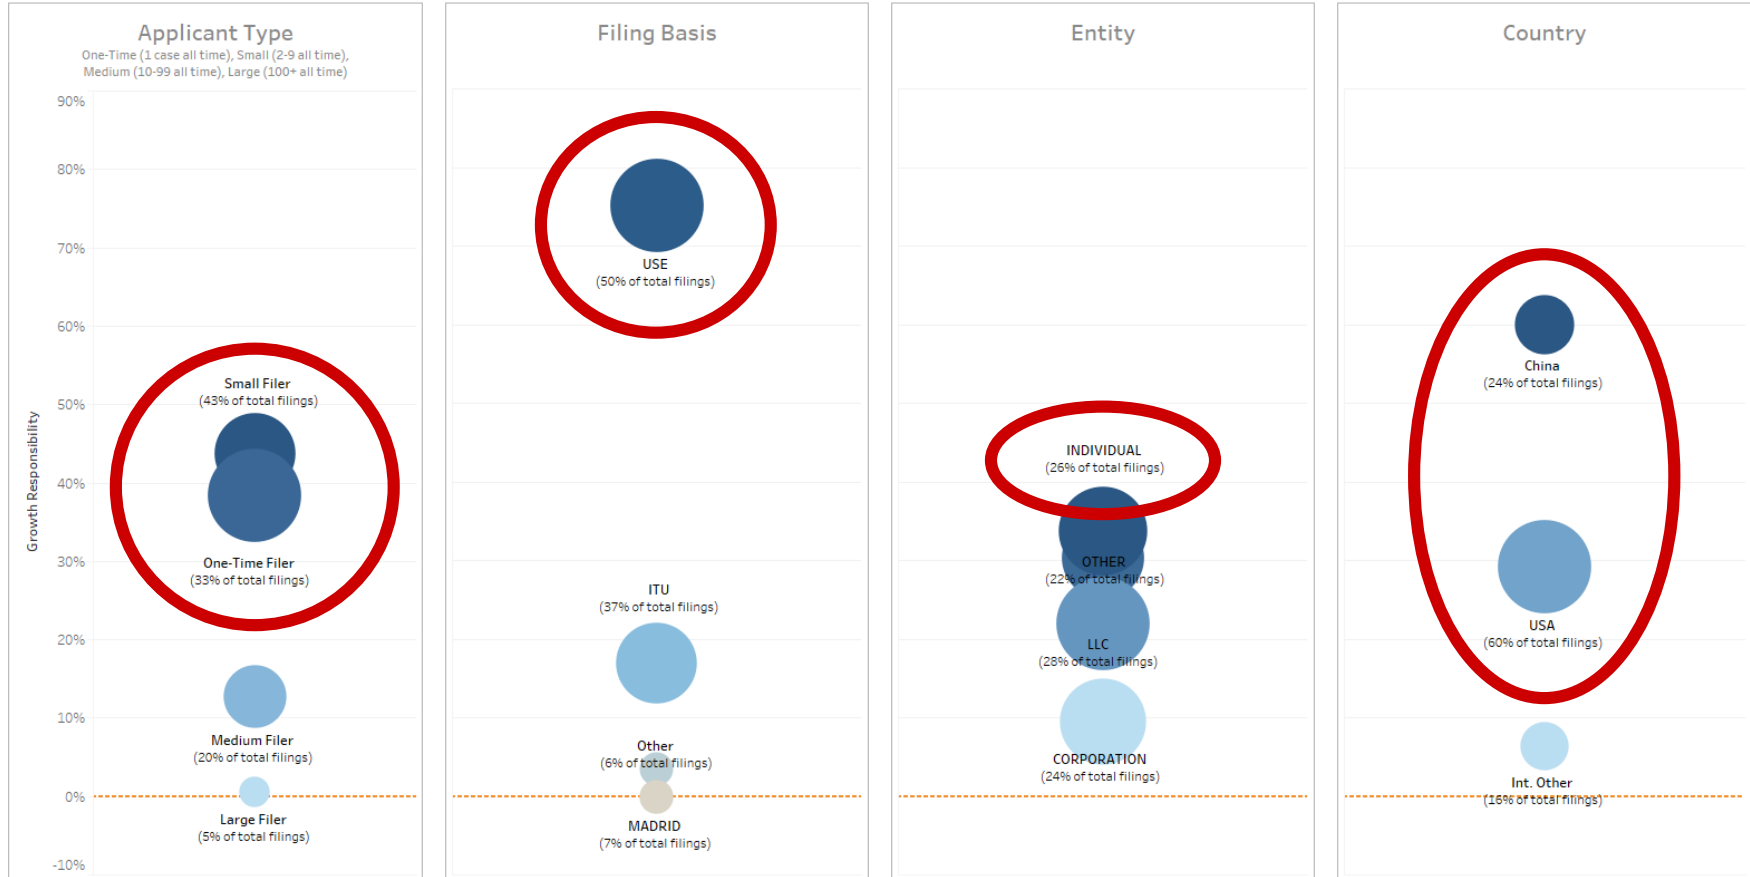 Applicant Type
One-Time (1 case all time), Small (2-9 all time),
Medium (10-99 all time), Large (100+ all time)
Growth Responsibility
90%
80%
70%
60%
50%
40%
30%
20%
10%
0%
-10%
Small Filer
(43% of total filings)
One-Time Filer
(33% of total filings)
Medium Filer
(20% of total filings)
Large Filer
(5% of total filings)
Filing Basis
USE
(50% of total filings)
ITU
(37% of total filings)
Other
(6% of total filings)
MADRID
(7% of total filings)
Entity
INDIVIDUAL
(26% of total filings)
OTHER
(22% of total filings)
LLC
(28% of total filings)
CORPORATION
(24% of total filings)
Country
China
(24% of total filings)
USA
(60% of total filings)
Int. Other
(16% of total filings)